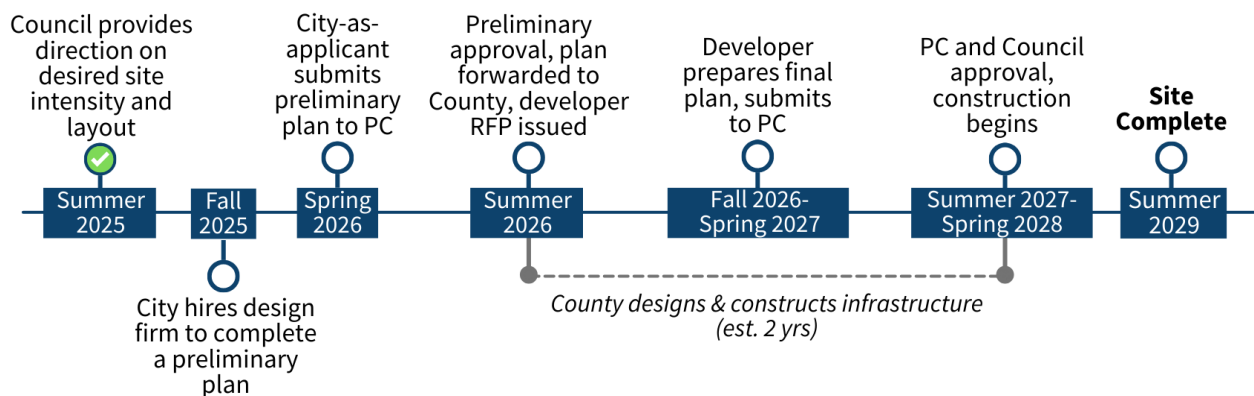 Council provides
direction on
desired site
intensity and
layout
Summer
2025
Fall
2025
City hires design
firm to complete
a preliminary
plan
City-as-
applicant
submits
preliminary
plan to PC
Spring
2026
Preliminary
approval, plan
forwarded to
County, developer
RFP issued
Summer
2026
Developer
prepares final
plan, submits
to PC
Fall 2026-
Spring 2027
PC and Council
approval,
construction
begins
Summer 2027-
Spring 2028
Site
Complete
Summer
2029
County designs & constructs infrastructure
(est. 2 yrs)